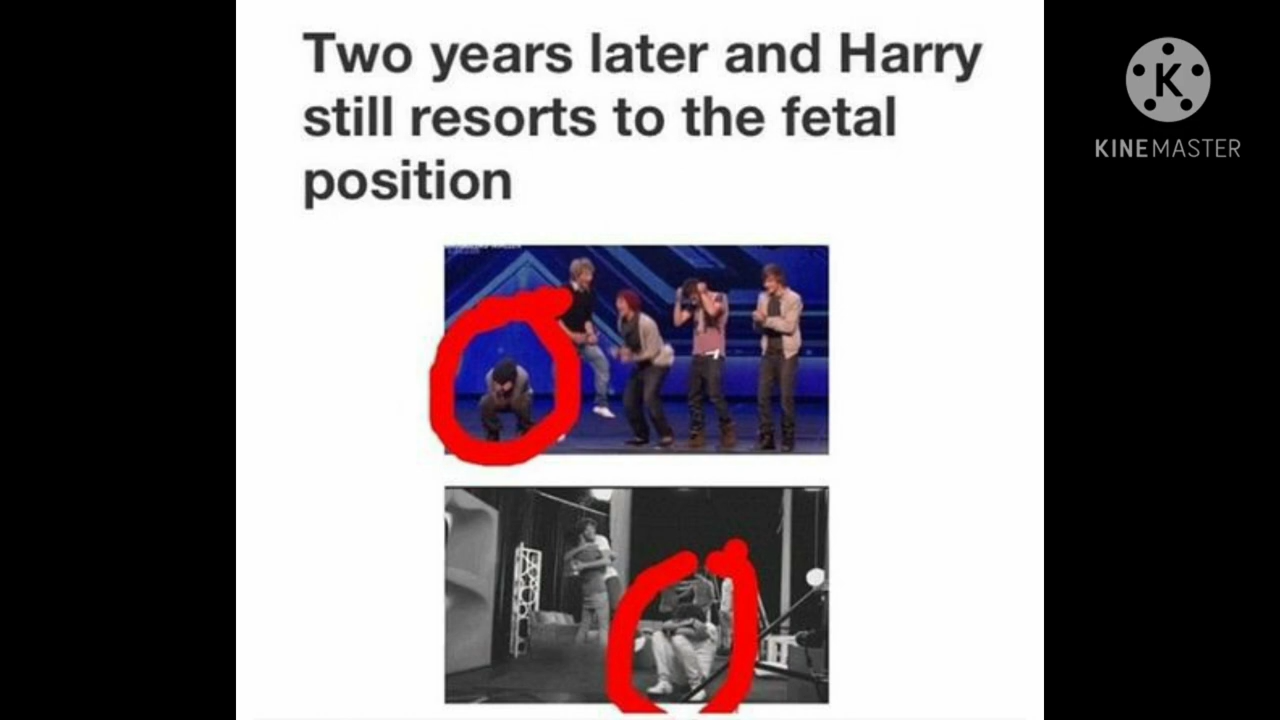 Two years later and Harry
still resorts to the fetal
position
KINEMASTER